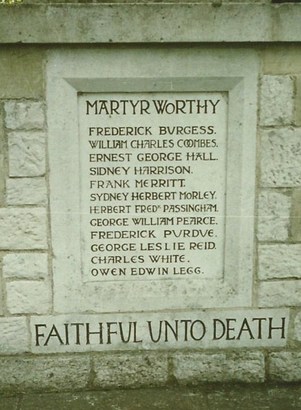 MARTYR WORTHY
FREDERICK BURGESS.
WILLIAM CHARLES COOMBES.
ERNEST GEORGE HALL.
SIDNEY HARRISON.
FRANK MERRITT.
SYDNEY HERBERT MORLEY.
HERBERT FREDK PASSINGHAM.
GEORGE WILLIAM PEARCE.
FREDERICK PURDUE.
GEORGE LESLIE REID.
CHARLES WHITE.
OWEN EDWIN LEGG.
FAITHFUL UNTO DEATH